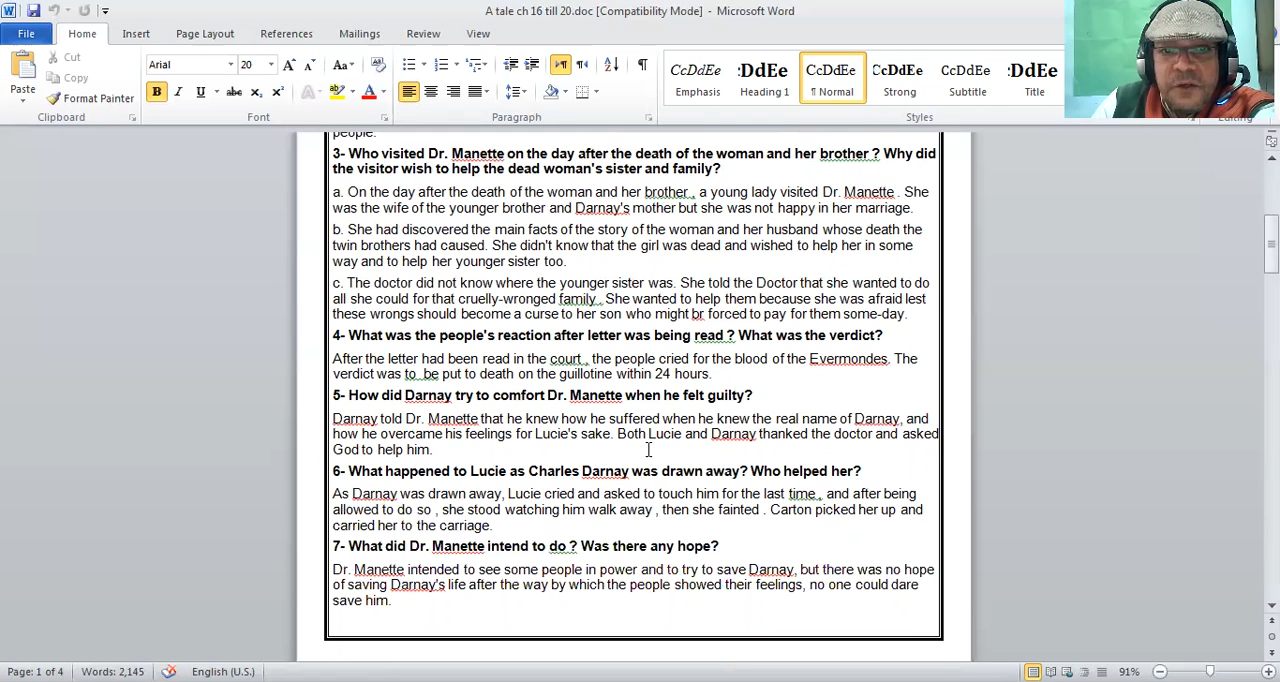 A tale ch 16 till 20.doc [Compatibility Mode] - Microsoft Word
File Home Insert Page Layout References Mailings Review View
Cut
Copy
Paste
Format Painter
Arial 20
Clipboard Font Paragraph Styles Editing
CcDdEe Emphasis
:DdEe Heading 1
CcDdEe ¶ Normal
CcDdEe Strong
CcDdEe Subtitle
:DdEe Title
people.
3- Who visited Dr. Manette on the day after the death of the woman and her brother ? Why did
the visitor wish to help the dead woman's sister and family?
a. On the day after the death of the woman and her brother , a young lady visited Dr. Manette . She
was the wife of the younger brother and Darnay's mother but she was not happy in her marriage.
b. She had discovered the main facts of the story of the woman and her husband whose death the
twin brothers had caused. She didn't know that the girl was dead and wished to help her in some
way and to help her younger sister too.
c. The doctor did not know where the younger sister was. She told the Doctor that she wanted to do
all she could for that cruelly-wronged family . She wanted to help them because she was afraid lest
these wrongs should become a curse to her son who might br forced to pay for them some-day.
4- What was the people's reaction after letter was being read ? What was the verdict?
After the letter had been read in the court , the people cried for the blood of the Evermondes. The
verdict was to be put to death on the guillotine within 24 hours.
5- How did Darnay try to comfort Dr. Manette when he felt guilty?
Darnay told Dr. Manette that he knew how he suffered when he knew the real name of Darnay, and
how he overcame his feelings for Lucie's sake. Both Lucie and Darnay thanked the doctor and asked
God to help him.
6- What happened to Lucie as Charles Darnay was drawn away? Who helped her?
As Darnay was drawn away, Lucie cried and asked to touch him for the last time , and after being
allowed to do so , she stood watching him walk away , then she fainted . Carton picked her up and
carried her to the carriage.
7- What did Dr. Manette intend to do ? Was there any hope?
Dr. Manette intended to see some people in power and to try to save Darnay, but there was no hope
of saving Darnay's life after the way by which the people showed their feelings, no one could dare
save him.
Page: 1 of 4 Words: 2,145 English (U.S.) 91%